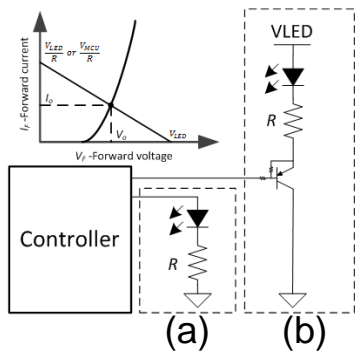 V_LED/R or V_MCU/R
I_F -Forward current
I_o
V_o
V_LED
V_F -Forward voltage
VLED
R
Controller
R
(a)
(b)